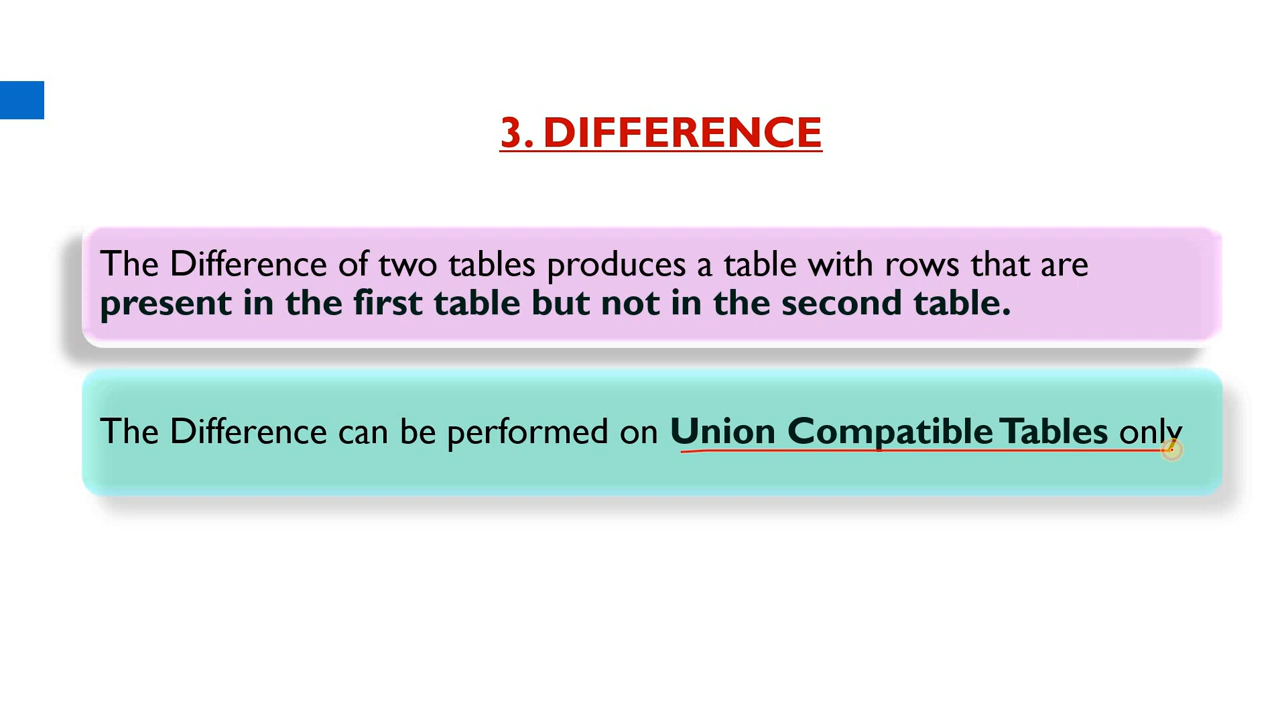 3. DIFFERENCE
The Difference of two tables produces a table with rows that are
present in the first table but not in the second table.
The Difference can be performed on Union Compatible Tables only